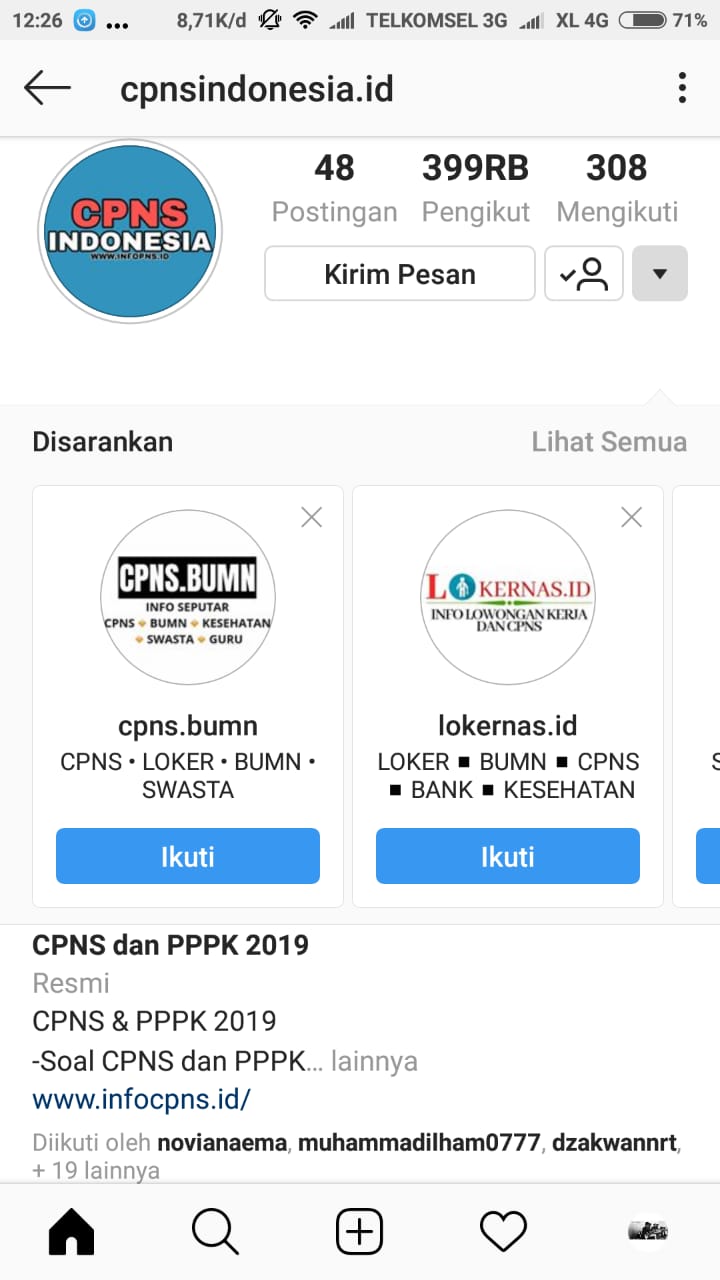 12:26 ... 8,71K/d TELKOMSEL 3G XL 4G 71%
cpnsindonesia.id
CPNS
INDONESIA
WWW.INFOPNS.ID
48 399RB 308
Postingan Pengikut Mengikuti
Kirim Pesan
Disarankan Lihat Semua
CPNS.BUMN
INFO SEPUTAR
CPNS BUMN KESEHATAN
SWASTA GURU
cpns.bumn
CPNS • LOKER • BUMN •
SWASTA
Ikuti
LOKERNAS.ID
INFO LOWONGAN KERJA
DAN CPNS
lokernas.id
LOKER ■ BUMN ■ CPNS
■ BANK ■ KESEHATAN
Ikuti
S
CPNS dan PPPK 2019
Resmi
CPNS & PPPK 2019
-Soal CPNS dan PPPK... lainnya
www.infocpns.id/
Diikuti oleh novianaema, muhammadilham0777, dzakwannrt,
+ 19 lainnya